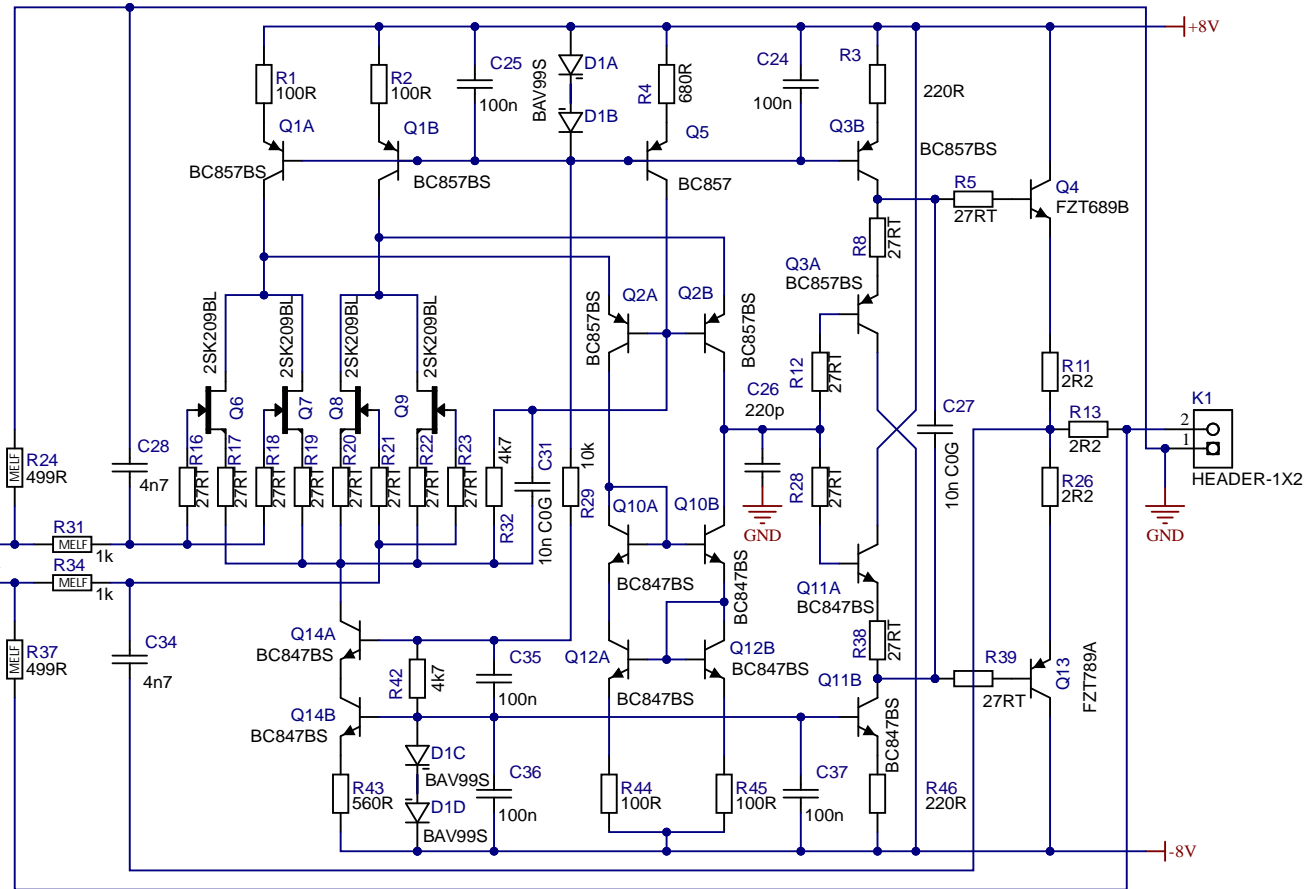 +8V
R1
100R
R2
100R
C25
100n
D1A
BAV99S
D1B
R4
680R
C24
100n
R3
220R
Q1A
BC857BS
Q1B
BC857BS
Q5
BC857
Q3B
BC857BS
R5
27RT
Q4
FZT689B
R8
27RT
Q3A
BC857BS
Q2A
BC857BS
Q2B
BC857BS
2SK209BL
2SK209BL
2SK209BL
2SK209BL
Q6
Q7
Q8
Q9
R12
27RT
C26
220p
GND
R11
2R2
R13
2R2
K1
2
1
HEADER-1X2
GND
C27
10n C0G
R28
27RT
R26
2R2
MELF
R24
499R
C28
4n7
R16
27RT
R17
27RT
R18
27RT
R19
27RT
R20
27RT
R21
27RT
R22
27RT
R23
27RT
4k7
R32
C31
10n C0G
10k
R29
Q10A
BC847BS
Q10B
BC847BS
R31
MELF
1k
R34
MELF
1k
Q11A
BC847BS
MELF
R37
499R
C34
4n7
Q14A
BC847BS
R42
4k7
C35
100n
Q12A
BC847BS
Q12B
BC847BS
R38
27RT
Q11B
BC847BS
R39
27RT
Q13
FZT789A
Q14B
BC847BS
D1C
BAV99S
D1D
BAV99S
C36
100n
R43
560R
R44
100R
R45
100R
C37
100n
R46
220R
-8V